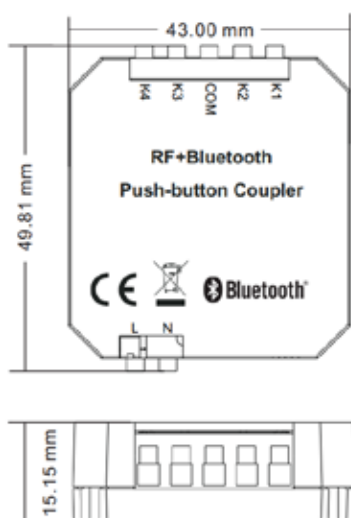 43.00 mm
K4 K3 COM K2 K1
RF+Bluetooth
Push-button Coupler
49.81 mm
CE Bluetooth®
L N
15.15 mm